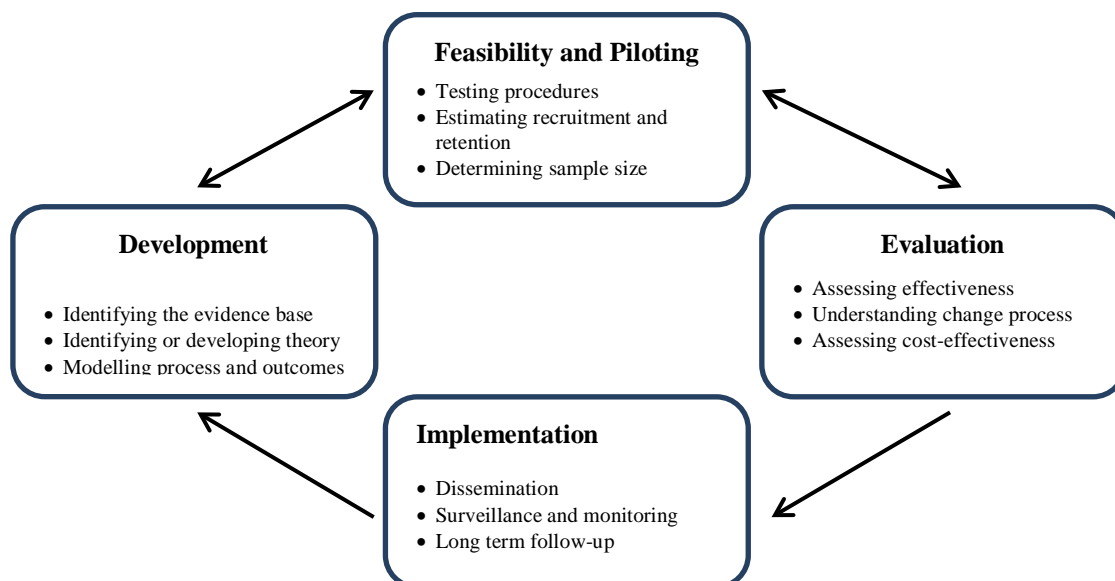 Feasibility and Piloting
• Testing procedures
• Estimating recruitment and
retention
• Determining sample size
Development
• Identifying the evidence base
• Identifying or developing theory
• Modelling process and outcomes
Evaluation
• Assessing effectiveness
• Understanding change process
• Assessing cost-effectiveness
Implementation
• Dissemination
• Surveillance and monitoring
• Long term follow-up